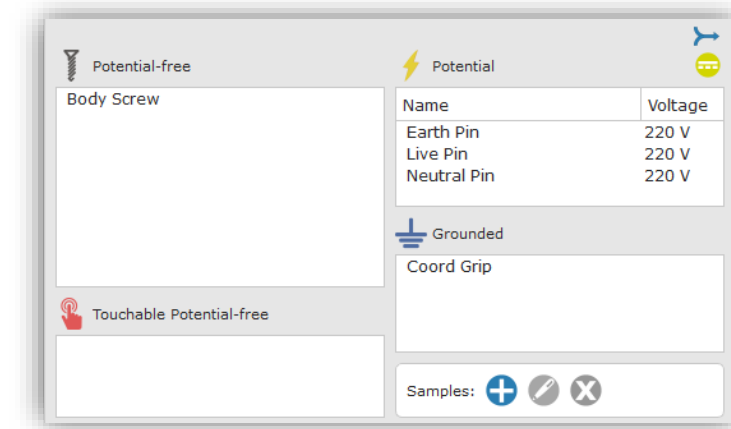 Potential-free
Body Screw
Touchable Potential-free
Potential
Name Voltage
Earth Pin 220 V
Live Pin 220 V
Neutral Pin 220 V
Grounded
Coord Grip
Samples: